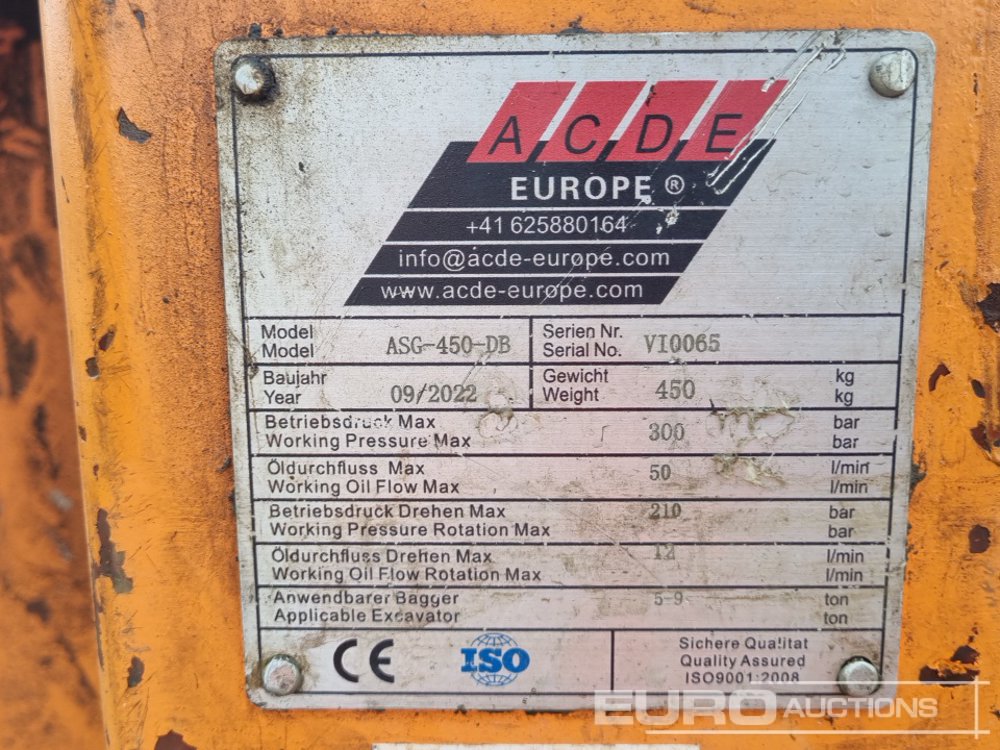 ACDE
EUROPE ®
+41 625880164
info@acde-europe.com
www.acde-europe.com
Model
Model
ASG-450-DB
Serien Nr.
Serial No.
VI0065
Baujahr
Year
09/2022
Gewicht
Weight
450
kg
kg
Betriebsdruck Max
Working Pressure Max
300
bar
bar
Öldurchfluss Max
Working Oil Flow Max
50
l/min
l/min
Betriebsdruck Drehen Max
Working Pressure Rotation Max
210
bar
bar
Öldurchfluss Drehen Max
Working Oil Flow Rotation Max
l/min
l/min
Anwendbarer Bagger
Applicable Excavator
5-9
ton
ton
CE
ISO
Sichere Qualitat
Quality Assured
ISO9001:2008
EURO AUCTIONS